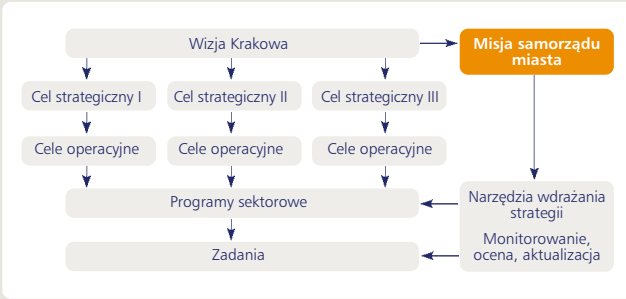 Wizja Krakowa
Misja samorządu
miasta
Cel strategiczny I
Cel strategiczny II
Cel strategiczny III
Cele operacyjne
Cele operacyjne
Cele operacyjne
Programy sektorowe
Narzędzia wdrażania
strategii
Monitorowanie,
ocena, aktualizacja
Zadania